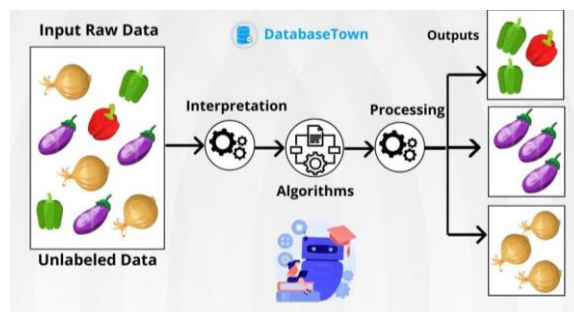 Input Raw Data
DatabaseTown
Outputs
Interpretation
Processing
Algorithms
Unlabeled Data